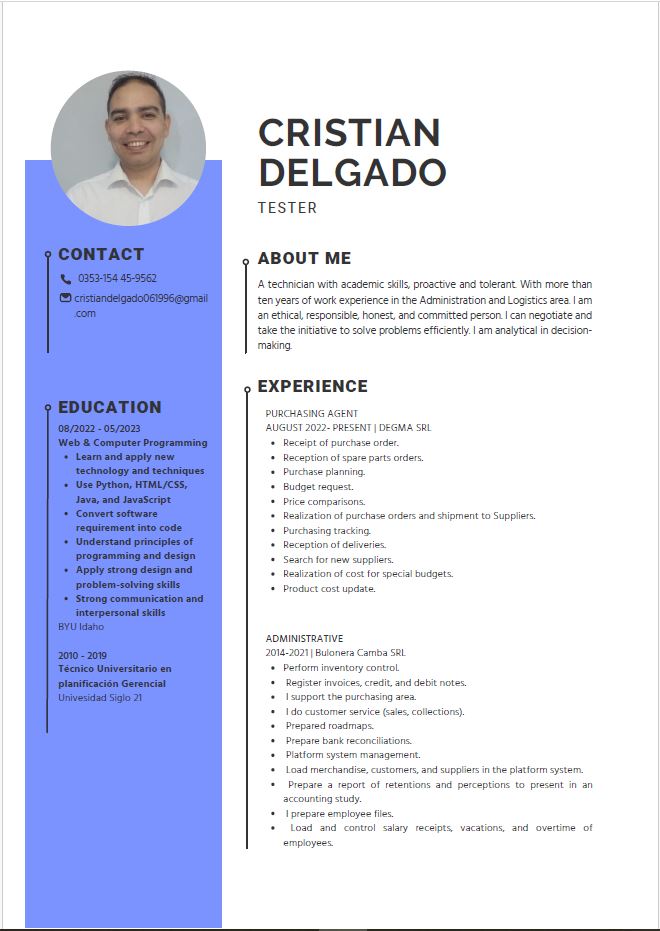 CRISTIAN
DELGADO
TESTER
CONTACT
0353-154 45-9562
cristiandelgado061996@gmail
.com
EDUCATION
08/2022 - 05/2023
Web & Computer Programming
• Learn and apply new
technology and techniques
• Use Python, HTML/CSS,
Java, and JavaScript
• Convert software
requirement into code
• Understand principles of
programming and design
• Apply strong design and
problem-solving skills
• Strong communication and
interpersonal skills
BYU Idaho
2010 - 2019
Técnico Universitario en
planificación Gerencial
Univesidad Siglo 21
ABOUT ME
A technician with academic skills, proactive and tolerant. With more than
ten years of work experience in the Administration and Logistics area. I am
an ethical, responsible, honest, and committed person. I can negotiate and
take the initiative to solve problems efficiently. I am analytical in decision-
making.
EXPERIENCE
PURCHASING AGENT
AUGUST 2022- PRESENT | DEGMA SRL
• Receipt of purchase order.
• Reception of spare parts orders.
• Purchase planning.
• Budget request.
• Price comparisons.
• Realization of purchase orders and shipment to Suppliers.
• Purchasing tracking.
• Reception of deliveries.
• Search for new suppliers.
• Realization of cost for special budgets.
• Product cost update.
ADMINISTRATIVE
2014-2021 | Bulonera Camba SRL
• Perform inventory control.
• Register invoices, credit, and debit notes.
• I support the purchasing area.
• I do customer service (sales, collections).
• Prepared roadmaps.
• Prepare bank reconciliations.
• Platform system management.
• Load merchandise, customers, and suppliers in the platform system.
• Prepare a report of retentions and perceptions to present in an
accounting study.
• I prepare employee files.
• Load and control salary receipts, vacations, and overtime of
employees.